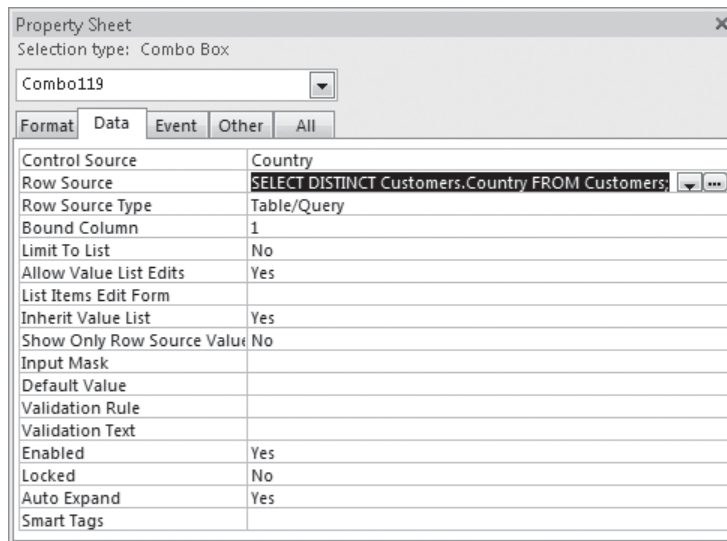 Property Sheet
Selection type: Combo Box
Combo119
Format Data Event Other All
Control Source Country
Row Source SELECT DISTINCT Customers.Country FROM Customers;
Row Source Type Table/Query
Bound Column 1
Limit To List No
Allow Value List Edits Yes
List Items Edit Form
Inherit Value List Yes
Show Only Row Source Value No
Input Mask
Default Value
Validation Rule
Validation Text
Enabled Yes
Locked No
Auto Expand Yes
Smart Tags